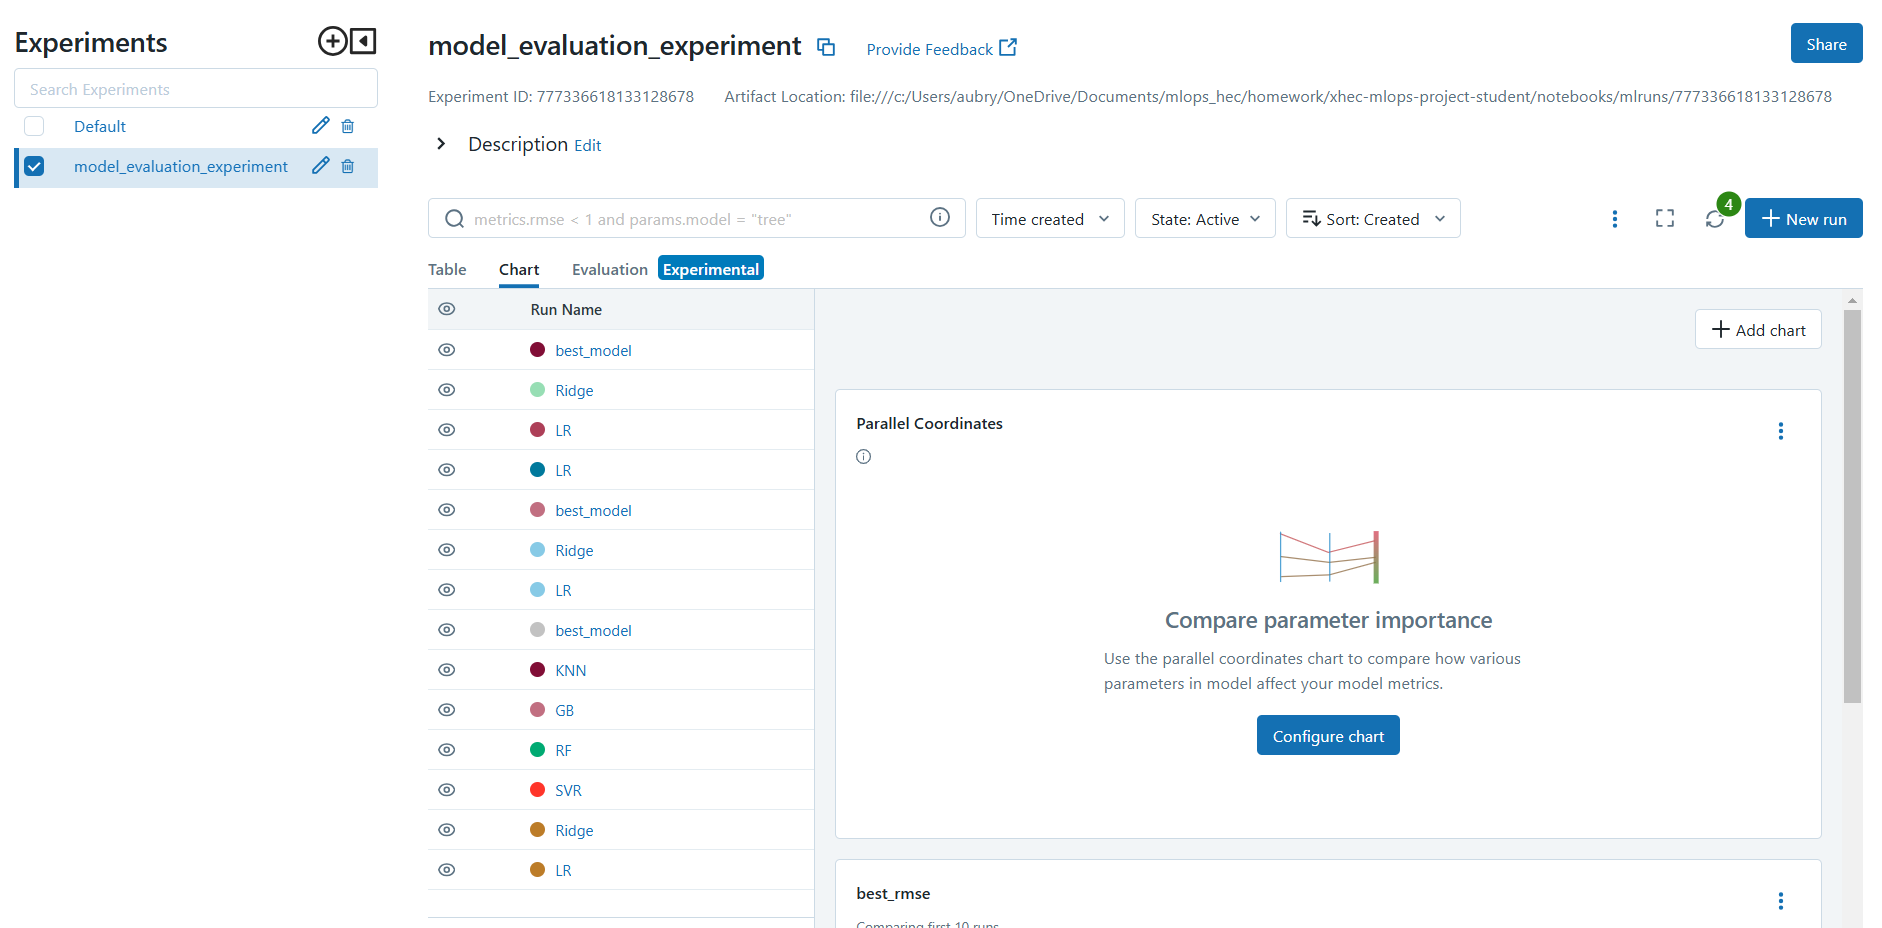 Experiments
Search Experiments
Default
model_evaluation_experiment
model_evaluation_experiment
Provide Feedback
Share
Experiment ID: 777336618133128678
Artifact Location: file:///c:/Users/aubry/OneDrive/Documents/mlops_hec/homework/xhec-mlops-project-student/notebooks/mlruns/777336618133128678
Description Edit
metrics.rmse < 1 and params.model = "tree"
Time created
State: Active
Sort: Created
4
New run
Table
Chart
Evaluation
Experimental
Run Name
best_model
Ridge
LR
LR
best_model
Ridge
LR
best_model
KNN
GB
RF
SVR
Ridge
LR
Add chart
Parallel Coordinates
Compare parameter importance
Use the parallel coordinates chart to compare how various
parameters in model affect your model metrics.
Configure chart
best_rmse
Comparing first 10 runs